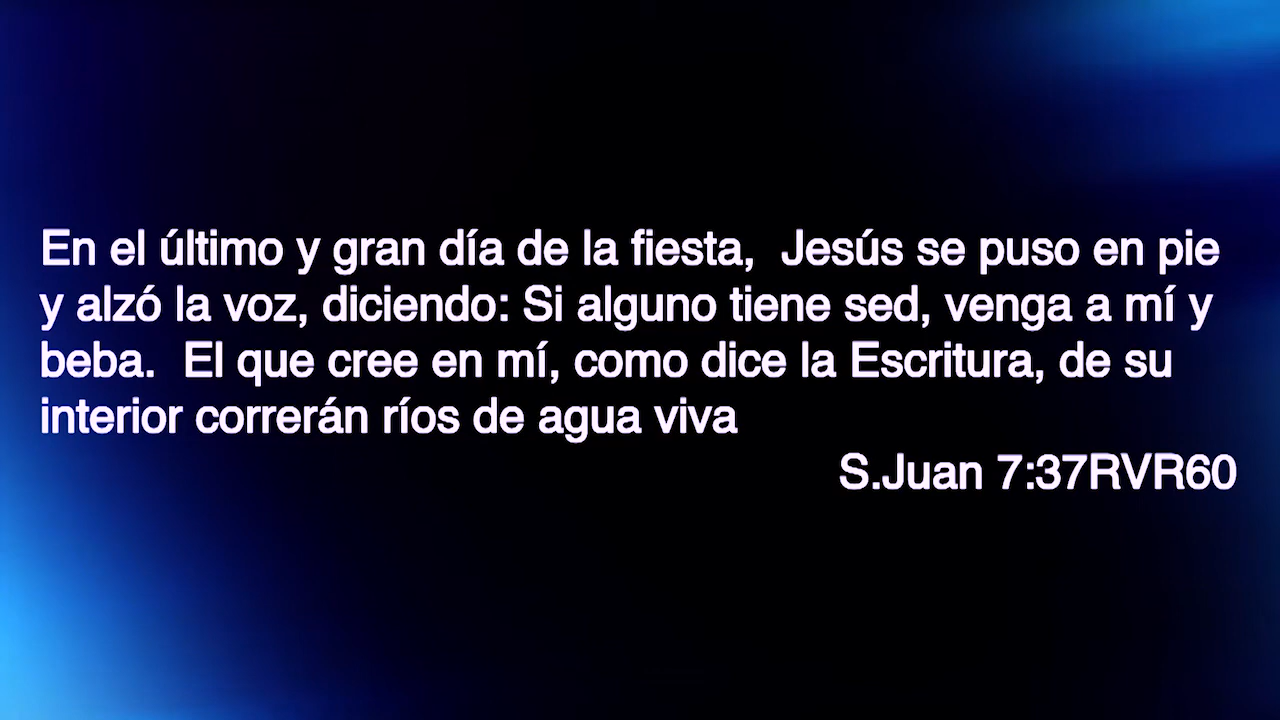 En el último y gran día de la fiesta,  Jesús se puso en pie
y alzó la voz, diciendo: Si alguno tiene sed, venga a mí y
beba.  El que cree en mí, como dice la Escritura, de su
interior correrán ríos de agua viva
S.Juan 7:37RVR60